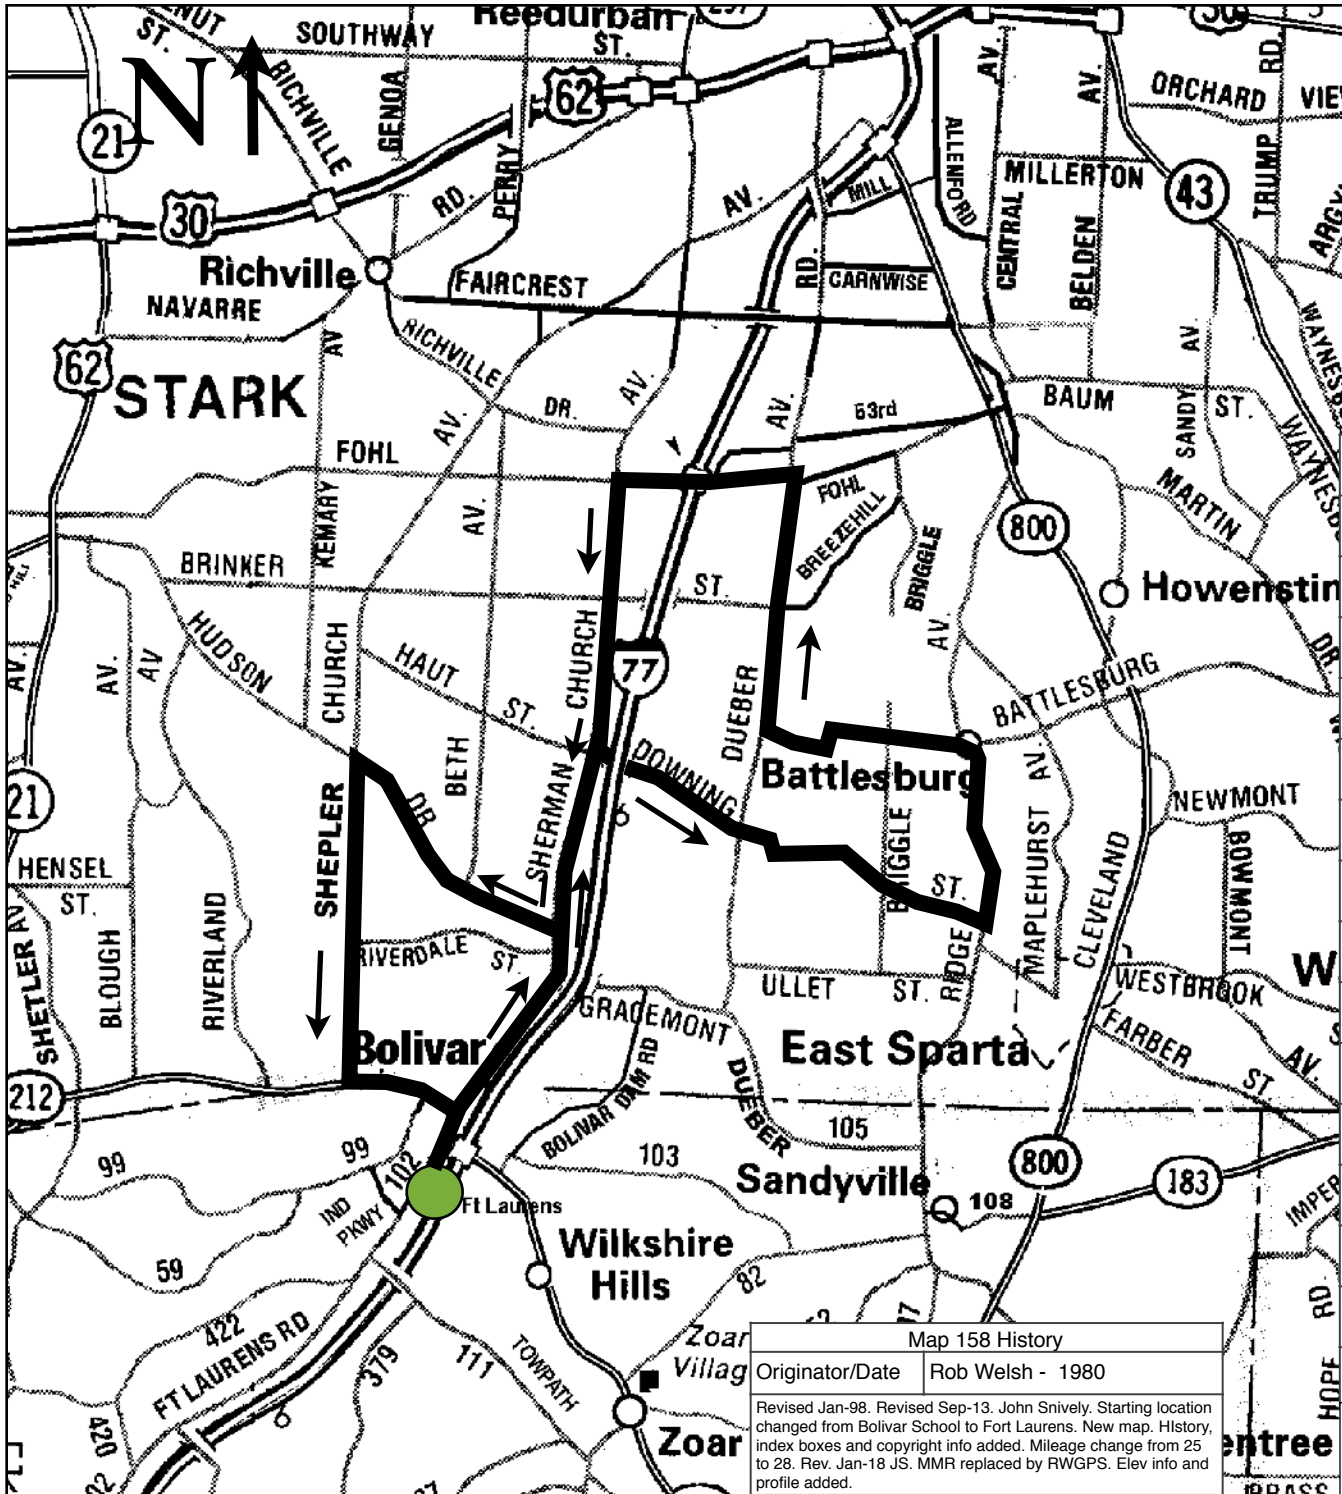 Reedurban
ST.
SOUTHWAY
ST.
N
RICHVILLE
GENOA
62
PERRY
RD.
21
30
AV.
MILL
ALLENFORD
AV.
CENTRAL
AV.
BELDEN
MILLERTON
ORCHARD
RD.
TRUMP
43
Richville
NAVARRE
FAIRCREST
RD.
CARNWISE
62
STARK
AV
RICHVILLE
DR.
AV.
AV.
AV.
63rd
BAUM
ST.
AV.
SANDY
FOHL
KEMARY
AV.
FOHL
BREEZEHILL
BRIGGLE
AV.
800
MARTIN
BRINKER
ST.
Howenstin
HUDSON
AV.
AV.
AV
CHURCH
HAUT
ST.
CHURCH
77
DUEBER
BATTLESBURG
DR.
21
SHEPLER
DR
BETH
SHERMAN
DOWNING
Battlesburg
BRIGGLE
ST.
AV.
MAPLEHURST
CLEVELAND
NEWMONT
BOWMONT
HENSEL
ST.
SHETLER AV
BLOUGH
RIVERLAND
RIVERDALE
ST.
GRACEMONT
ULLET
ST.
RIDGE
WESTBROOK
W
FARBER
ST
AV.
212
Bolivar
BOLIVAR DAM RD
DUEBER
East Sparta
99
99
102
IND
PKWY
Ft Laurens
103
105
Sandyville
108
800
183
59
Wilkshire
Hills
82
422
FT LAURENS RD
379
111
TOWPATH
Zoar
Villag
RD.
HOPE
420
Zoar
entree
Map 158 History
Originator/Date
Rob Welsh - 1980
Revised Jan-98. Revised Sep-13. John Snively. Starting location
changed from Bolivar School to Fort Laurens. New map. HIstory,
index boxes and copyright info added. Mileage change from 25
to 28. Rev. Jan-18 JS. MMR replaced by RWGPS. Elev info and
profile added.